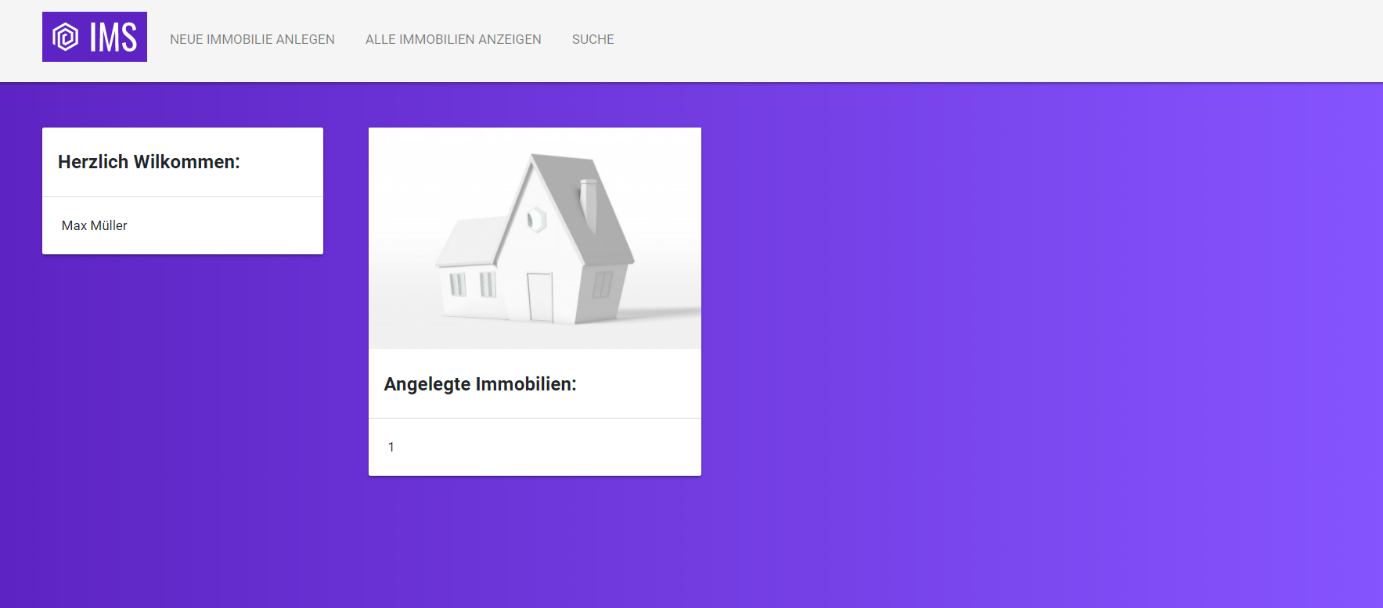 IMS
NEUE IMMOBILIE ANLEGEN
ALLE IMMOBILIEN ANZEIGEN
SUCHE
Herzlich Wilkommen:
Max Müller
Angelegte Immobilien:
1